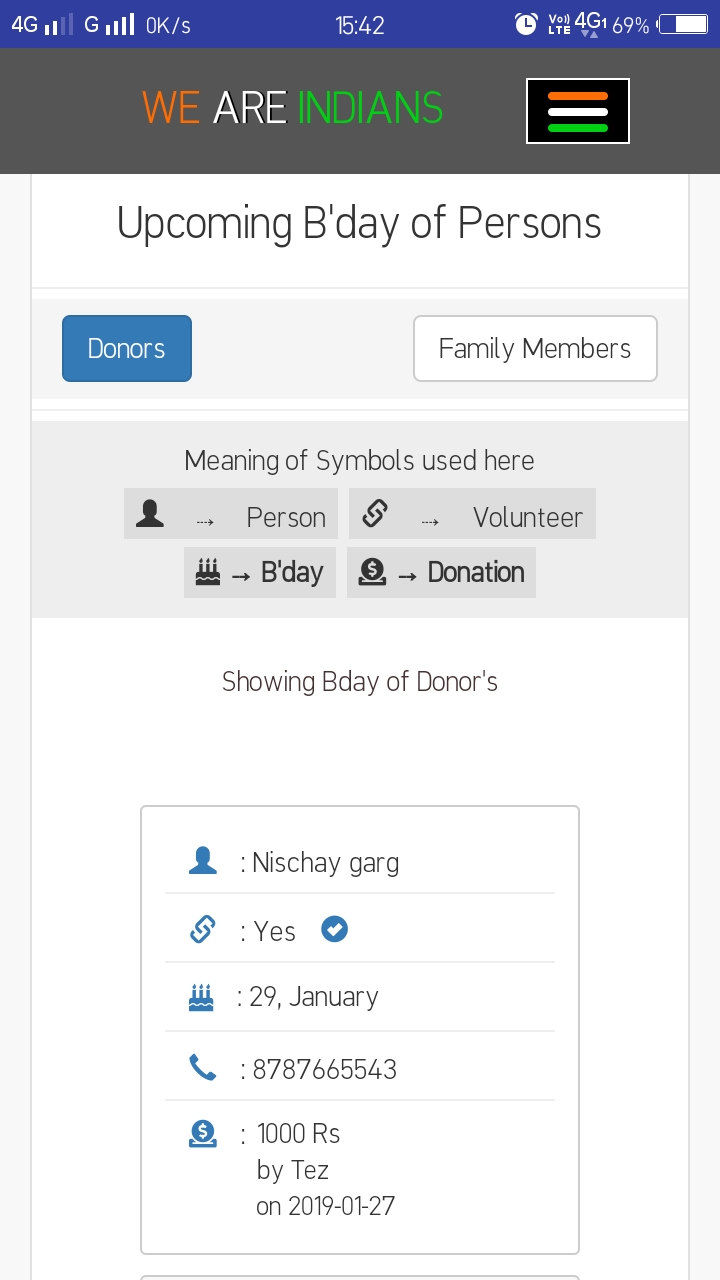 4G G 0K/s 15:42 Vo)) LTE 4G1 69%
WE ARE INDIANS
Upcoming B'day of Persons
Donors Family Members
Meaning of Symbols used here
→ Person → Volunteer
→ B'day → Donation
Showing Bday of Donor's
: Nischay garg
: Yes
: 29, January
: 8787665543
: 1000 Rs
by Tez
on 2019-01-27